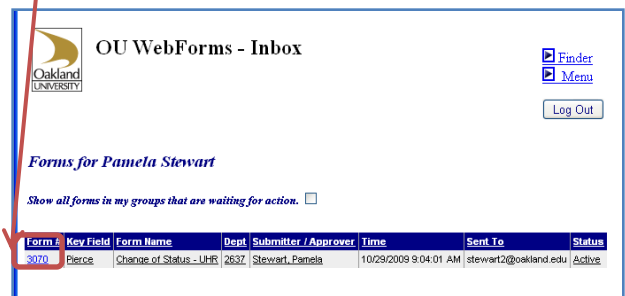 OU WebForms - Inbox
Oakland
UNIVERSITY
Finder
Menu
Log Out
Forms for Pamela Stewart
Show all forms in my groups that are waiting for action.
Form # Key Field Form Name Dept Submitter / Approver Time Sent To Status
3070 Pierce Change of Status - UHR 2637 Stewart, Pamela 10/29/2009 9:04:01 AM stewart2@oakland.edu Active